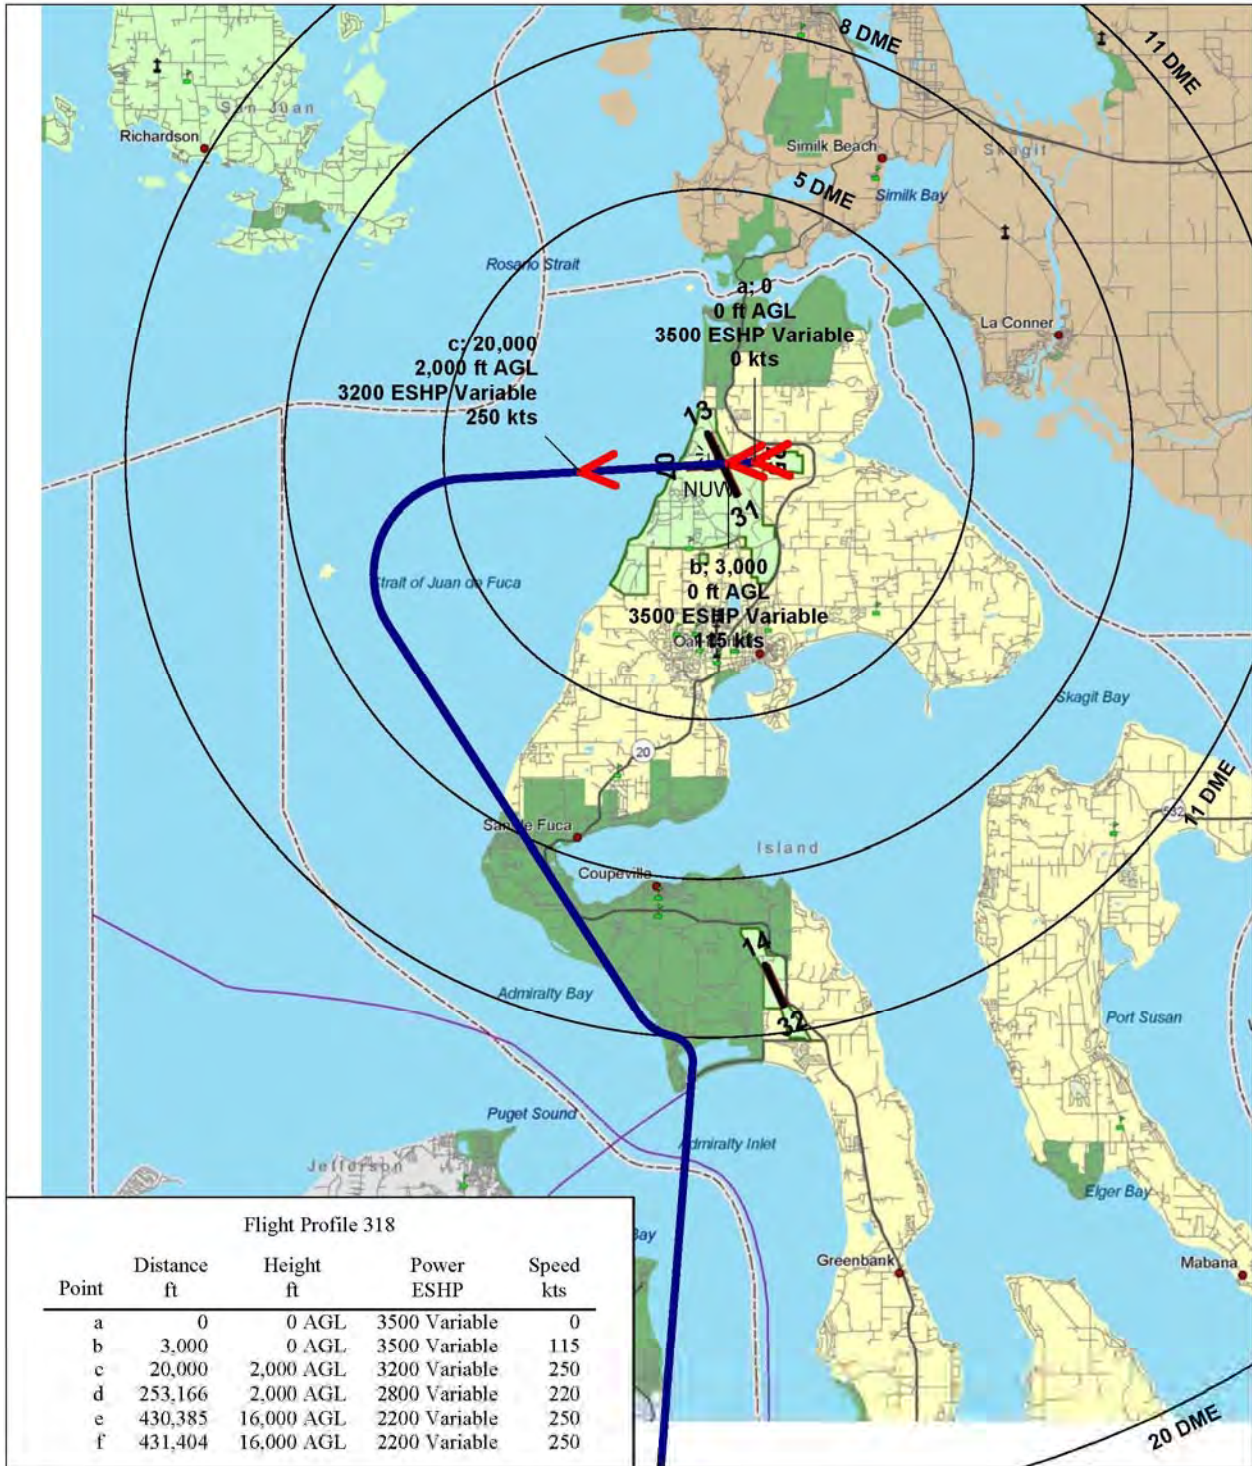 8 DME
11 DME
San Juan
Richardson
Similk Beach
Skagit
5 DME
Similk Bay
Rosario Strait
a; 0
0 ft AGL
3500 ESHP Variable
0 kts
La Conner
c; 20,000
2,000 ft AGL
3200 ESHP Variable
250 kts
13
07
25
NUW
31
Strait of Juan de Fuca
b; 3,000
0 ft AGL
3500 ESHP Variable
115 kts
Skagit Bay
20
11 DME
532
San de Fuca
Island
Coupeville
14
Admiralty Bay
32
Port Susan
Puget Sound
Admiralty Inlet
Jefferson
Elger Bay
Bay
Greenbank
Mabana
20 DME
Flight Profile 318
Point Distance ft Height ft Power ESHP Speed kts
a 0 0 AGL 3500 Variable 0
b 3,000 0 AGL 3500 Variable 115
c 20,000 2,000 AGL 3200 Variable 250
d 253,166 2,000 AGL 2800 Variable 220
e 430,385 16,000 AGL 2200 Variable 250
f 431,404 16,000 AGL 2200 Variable 250